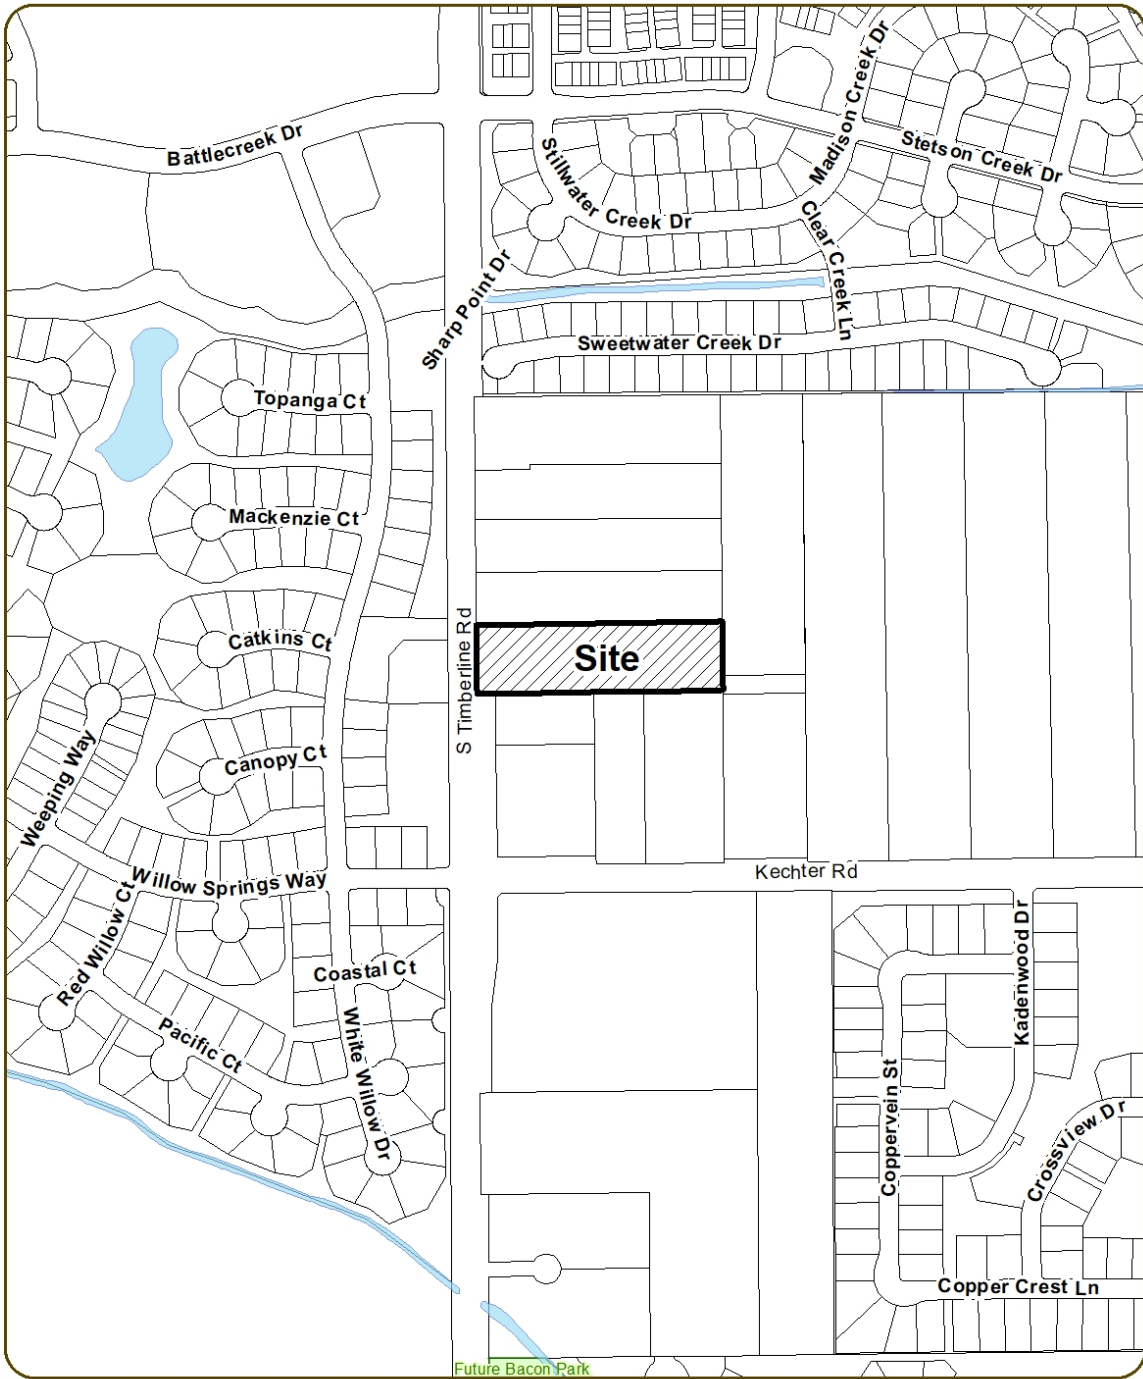 Madison Creek Dr
Battlecreek Dr
Stetson Creek Dr
Stillwater Creek Dr
Clear Creek Ln
Sharp Point Dr
Sweetwater Creek Dr
Topanga Ct
Mackenzie Ct
Catkins Ct
S Timberline Rd
Site
Canopy Ct
Weeping Way
Willow Springs Way
Kechter Rd
Red Willow Ct
Coastal Ct
Kadenwood Dr
Pacific Ct
White Willow Dr
Coppervein St
Crossview Dr
Copper Crest Ln
Future Bacon Park